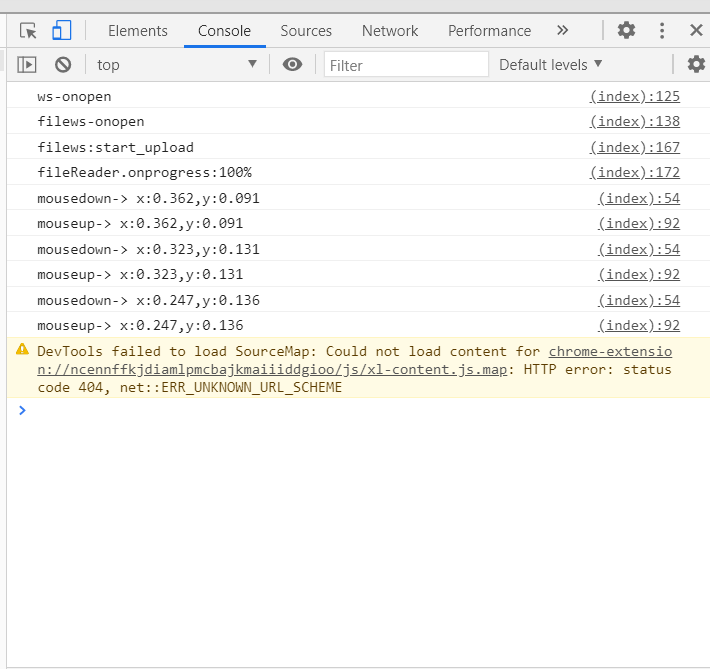 Elements Console Sources Network Performance »
top Filter Default levels
ws-onopen (index):125
filews-onopen (index):138
filews:start_upload (index):167
fileReader.onprogress:100% (index):172
mousedown-> x:0.362,y:0.091 (index):54
mouseup-> x:0.362,y:0.091 (index):92
mousedown-> x:0.323,y:0.131 (index):54
mouseup-> x:0.323,y:0.131 (index):92
mousedown-> x:0.247,y:0.136 (index):54
mouseup-> x:0.247,y:0.136 (index):92
DevTools failed to load SourceMap: Could not load content for chrome-extensio
n://ncennffkjdiamlpmcbajkmaiiiddgioo/js/xl-content.js.map: HTTP error: status
code 404, net::ERR_UNKNOWN_URL_SCHEME